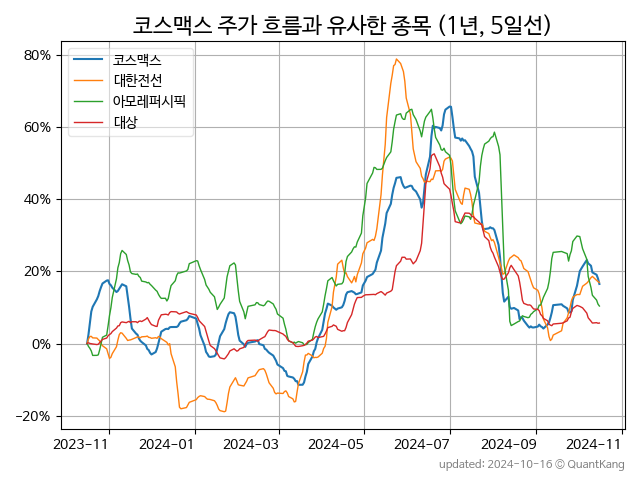 코스맥스 주가 흐름과 유사한 종목 (1년, 5일선)
코스맥스
대한전선
아모레퍼시픽
대상
80%
60%
40%
20%
0%
−20%
2023-11
2024-01
2024-03
2024-05
2024-07
2024-09
2024-11
updated: 2024-10-16 © QuantKang